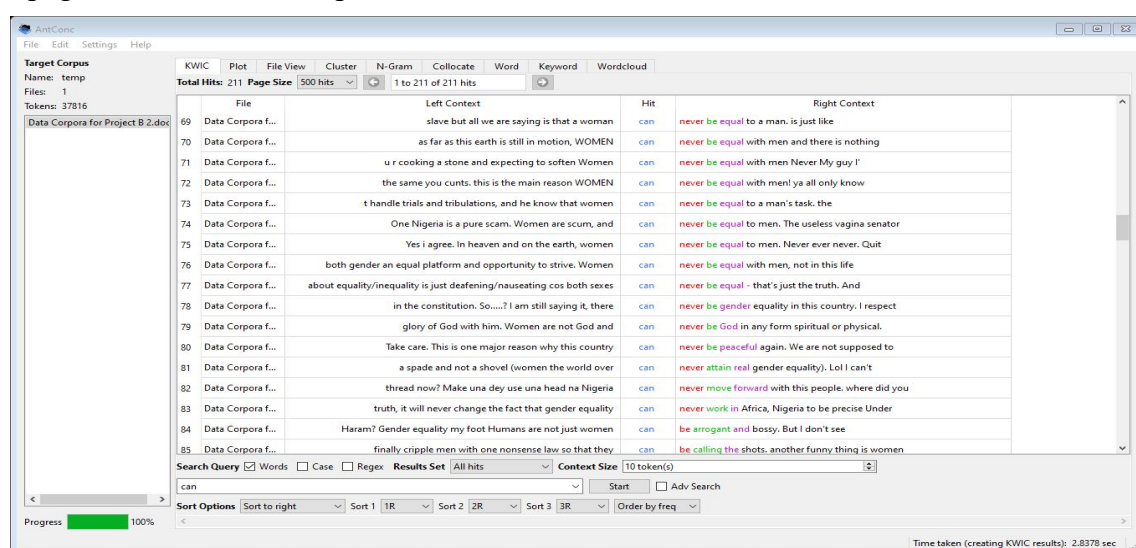 AntConc
File Edit Settings Help
Target Corpus
Name: temp
Files: 1
Tokens: 37816
Data Corpora for Project B 2.doc
Progress 100%
KWIC Plot File View Cluster N-Gram Collocate Word Keyword Wordcloud
Total Hits: 211 Page Size 500 hits 1 to 211 of 211 hits
File Left Context Hit Right Context
69 Data Corpora f... slave but all we are saying is that a woman can never be equal to a man. is just like
70 Data Corpora f... as far as this earth is still in motion, WOMEN can never be equal with men and there is nothing
71 Data Corpora f... u r cooking a stone and expecting to soften Women can never be equal with men Never My guy I'
72 Data Corpora f... the same you cunts. this is the main reason WOMEN can never be equal with men! ya all only know
73 Data Corpora f... t handle trials and tribulations, and he know that women can never be equal to a man's task. the
74 Data Corpora f... One Nigeria is a pure scam. Women are scum, and can never be equal to men. The useless vagina senator
75 Data Corpora f... Yes i agree. In heaven and on the earth, women can never be equal to men. Never ever never. Quit
76 Data Corpora f... both gender an equal platform and opportunity to strive. Women can never be equal with men, not in this life
77 Data Corpora f... about equality/inequality is just deafening/nauseating cos both sexes can never be equal - that's just the truth. And
78 Data Corpora f... in the constitution. So.....? I am still saying it, there can never be gender equality in this country. I respect
79 Data Corpora f... glory of God with him. Women are not God and can never be God in any form spiritual or physical.
80 Data Corpora f... Take care. This is one major reason why this country can never be peaceful again. We are not supposed to
81 Data Corpora f... a spade and not a shovel (women the world over can never attain real gender equality). Lol I can't
82 Data Corpora f... thread now? Make una dey use una head na Nigeria can never move forward with this people. where did you
83 Data Corpora f... truth, it will never change the fact that gender equality can never work in Africa, Nigeria to be precise Under
84 Data Corpora f... Haram? Gender equality my foot Humans are not just women can be arrogant and bossy. But I don't see
85 Data Corpora f... finally cripple men with one nonsense law so that they can be calling the shots. another funny thing is women
Search Query Words Case Regex Results Set All hits Context Size 10 token(s)
can Start Adv Search
Sort Options Sort to right Sort 1 1R Sort 2 2R Sort 3 3R Order by freq
Time taken (creating KWIC results): 2.8378 sec